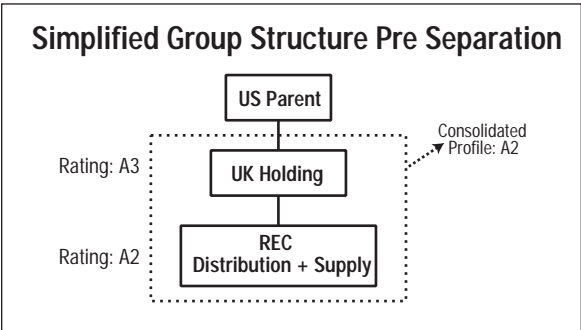 Simplified Group Structure Pre Separation
US Parent
Consolidated
Profile: A2
Rating: A3
UK Holding
REC
Distribution + Supply
Rating: A2